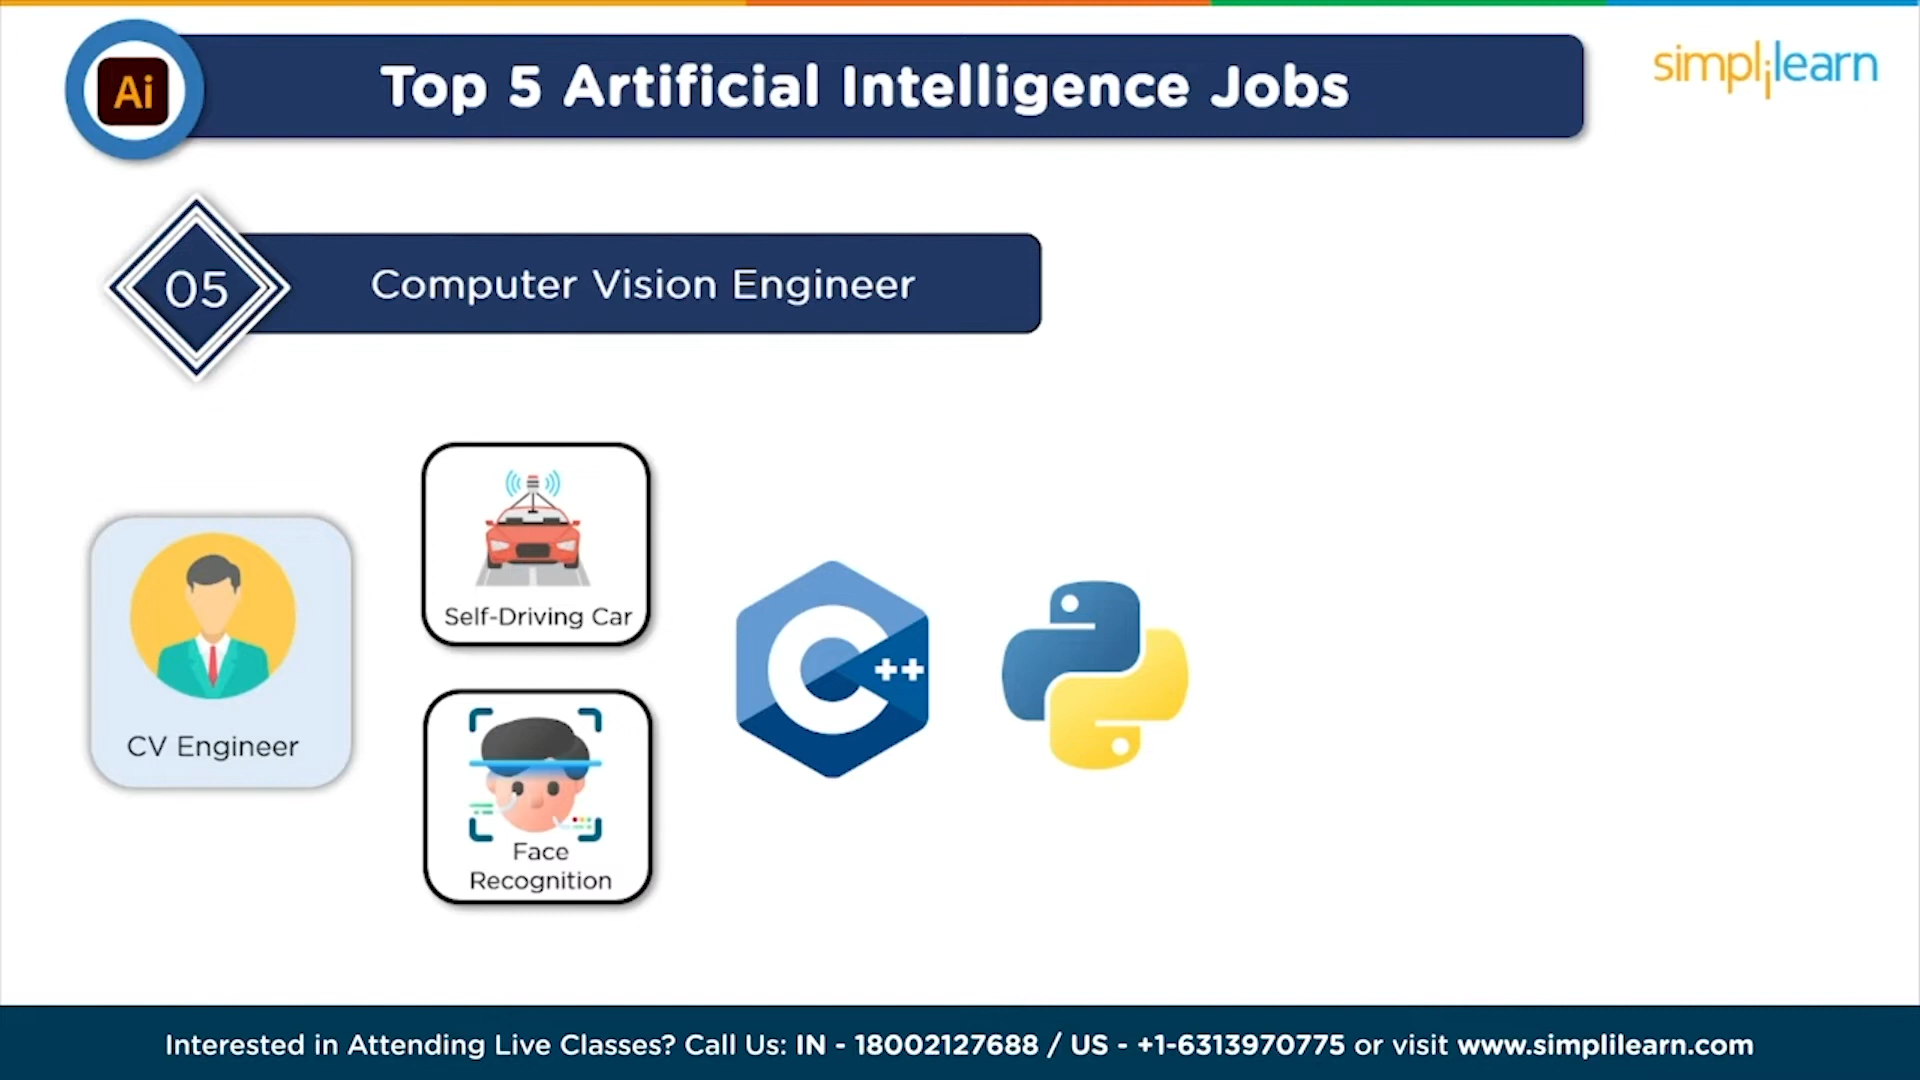 Ai
Top 5 Artificial Intelligence Jobs
simplilearn
05
Computer Vision Engineer
Self-Driving Car
CV Engineer
C ++
Face
Recognition
Interested in Attending Live Classes? Call Us: IN - 18002127688 / US - +1-6313970775 or visit www.simplilearn.com